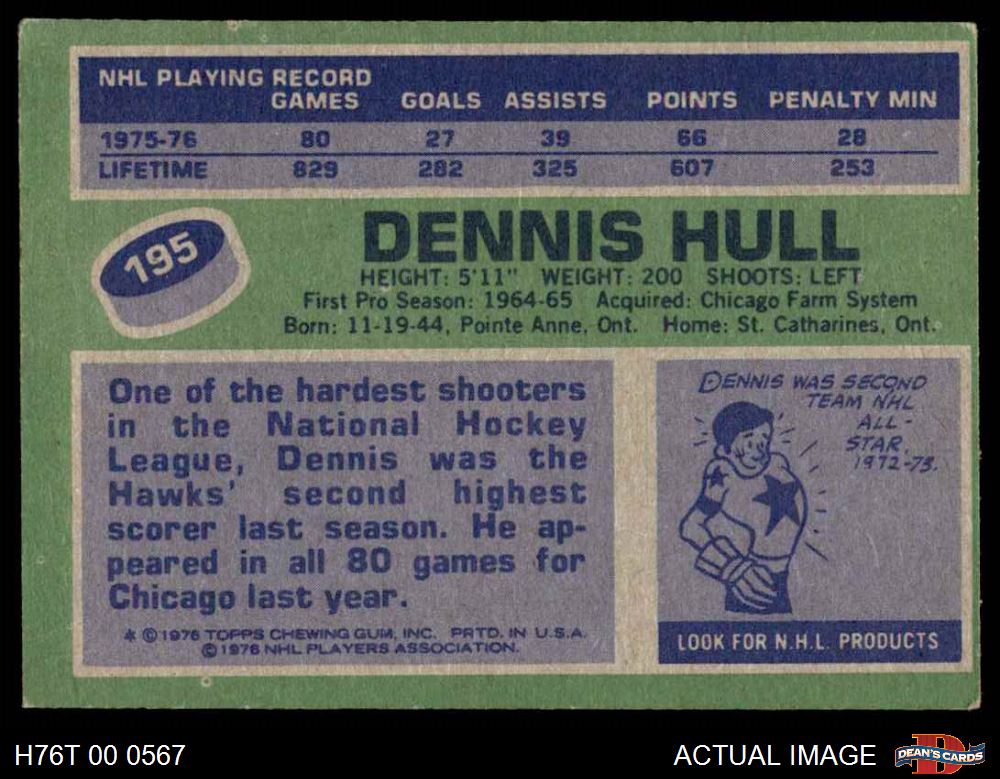 NHL PLAYING RECORD
GAMES GOALS ASSISTS POINTS PENALTY MIN
1975-76 80 27 39 66 28
LIFETIME 829 282 325 607 253
195
DENNIS HULL
HEIGHT: 5'11" WEIGHT: 200 SHOOTS: LEFT
First Pro Season: 1964-65 Acquired: Chicago Farm System
Born: 11-19-44, Pointe Anne, Ont. Home: St. Catharines, Ont.
One of the hardest shooters
in the National Hockey
League, Dennis was the
Hawks' second highest
scorer last season. He ap-
peared in all 80 games for
Chicago last year.
* ©1976 TOPPS CHEWING GUM, INC. PRTD. IN U.S.A.
©1976 NHL PLAYERS ASSOCIATION.
DENNIS WAS SECOND
TEAM NHL
ALL-
STAR,
1972-73.
LOOK FOR N.H.L. PRODUCTS
H76T 00 0567
ACTUAL IMAGE
DEAN'S CARDS